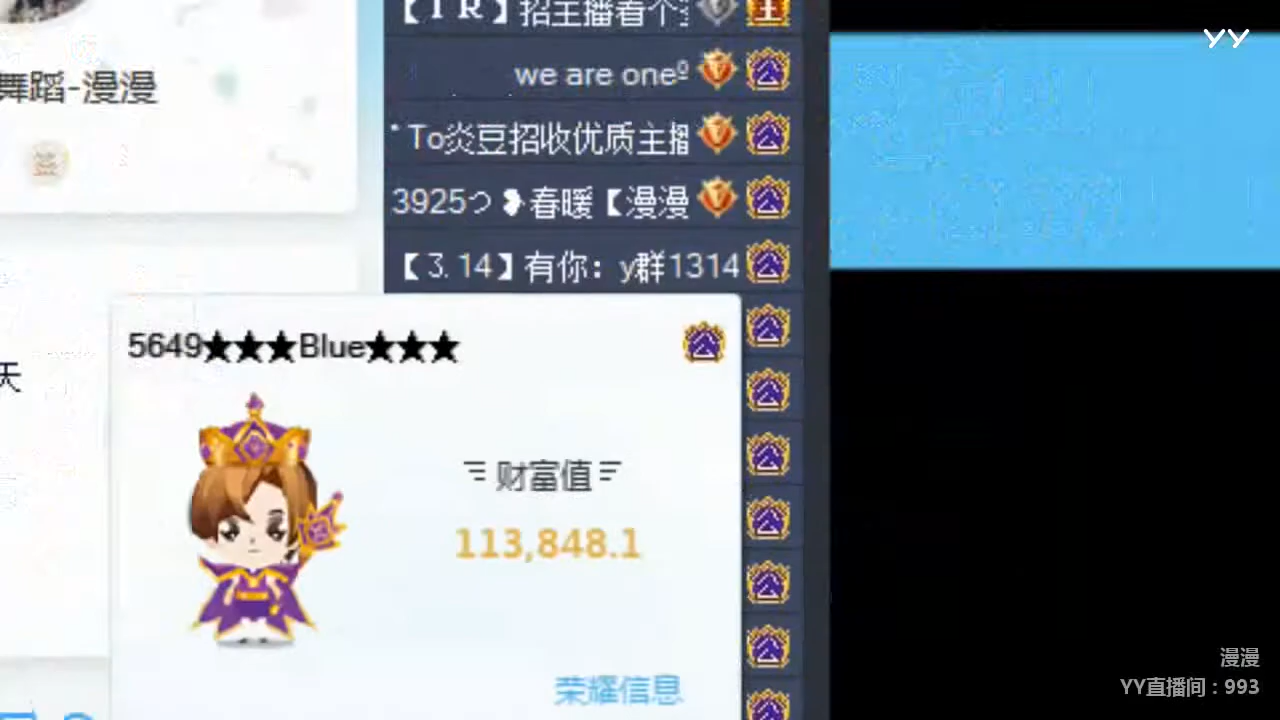 【IR】招主播看个
YY
we are oneº
舞蹈-漫漫
To炎豆招收优质主播
3925つ❥春暖【漫漫
【3.14】有你：y群1314
5649★★★Blue★★★
天
财富值
113,848.1
荣耀信息
漫漫
YY直播间：993